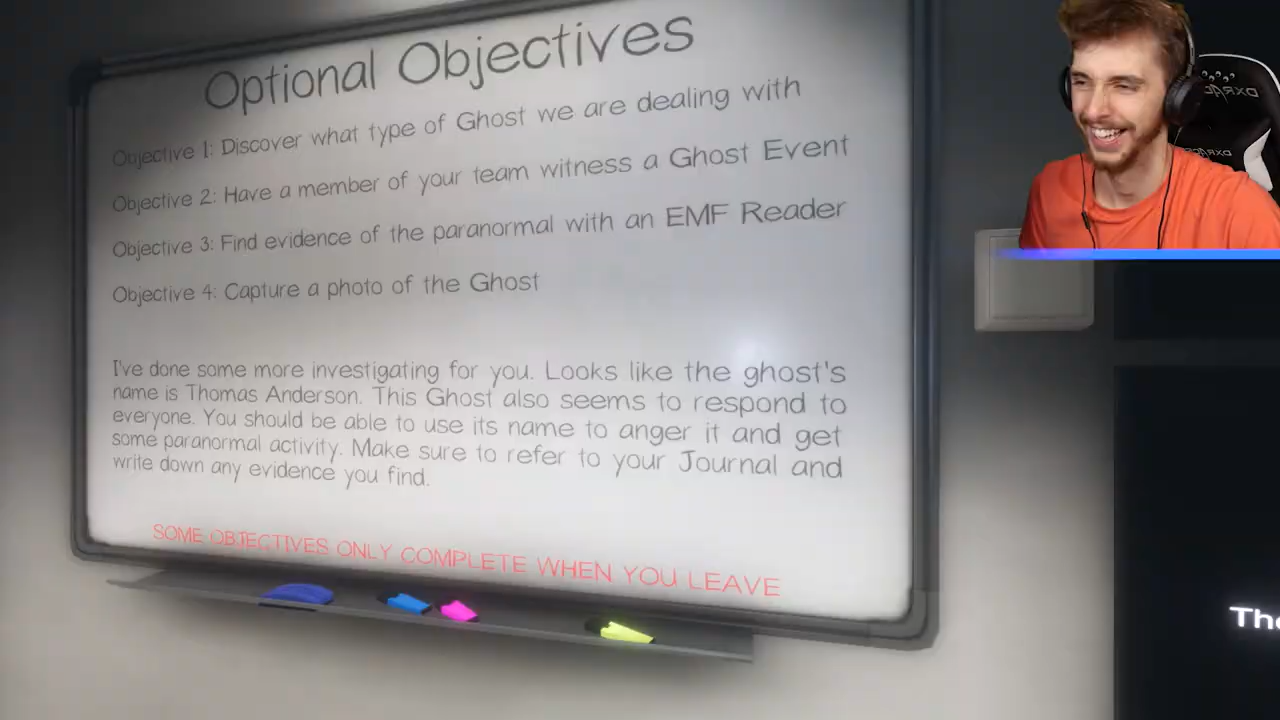 Optional Objectives
Objective 1: Discover what type of Ghost we are dealing with
Objective 2: Have a member of your team witness a Ghost Event
Objective 3: Find evidence of the paranormal with an EMF Reader
Objective 4: Capture a photo of the Ghost
I've done some more investigating for you. Looks like the ghost's
name is Thomas Anderson. This Ghost also seems to respond to
everyone. You should be able to use its name to anger it and get
some paranormal activity. Make sure to refer to your Journal and
write down any evidence you find.
SOME OBJECTIVES ONLY COMPLETE WHEN YOU LEAVE